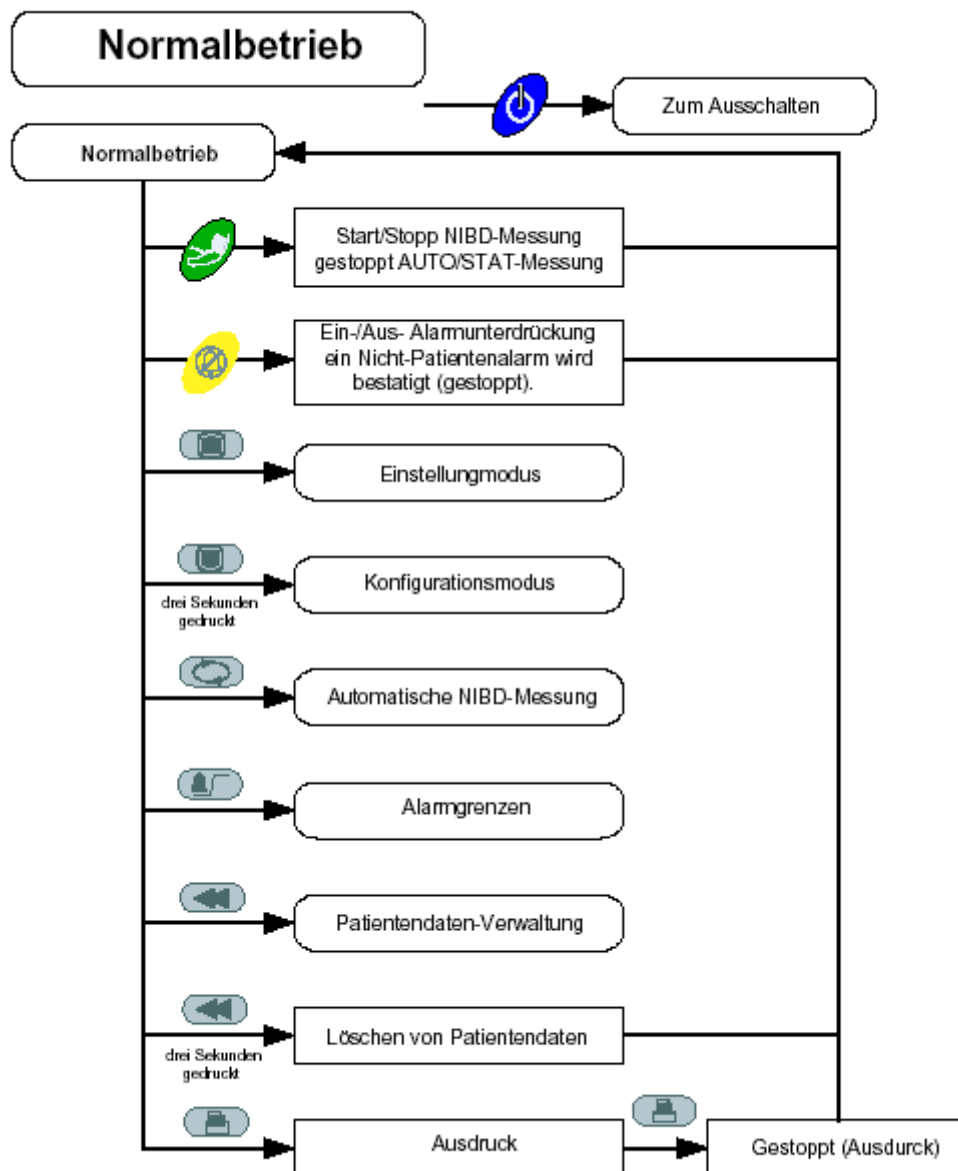 Normalbetrieb
Zum Ausschalten
Normalbetrieb
Start/Stopp NIBD-Messung
gestoppt AUTO/STAT-Messung
Ein-/Aus- Alarmunterdrückung
ein Nicht-Patientenalarm wird
bestatigt (gestoppt).
Einstellungmodus
Konfigurationsmodus
drei Sekunden
gedruckt
Automatische NIBD-Messung
Alarmgrenzen
Patientendaten-Verwaltung
Löschen von Patientendaten
drei Sekunden
gedruckt
Ausdruck
Gestoppt (Ausdurck)